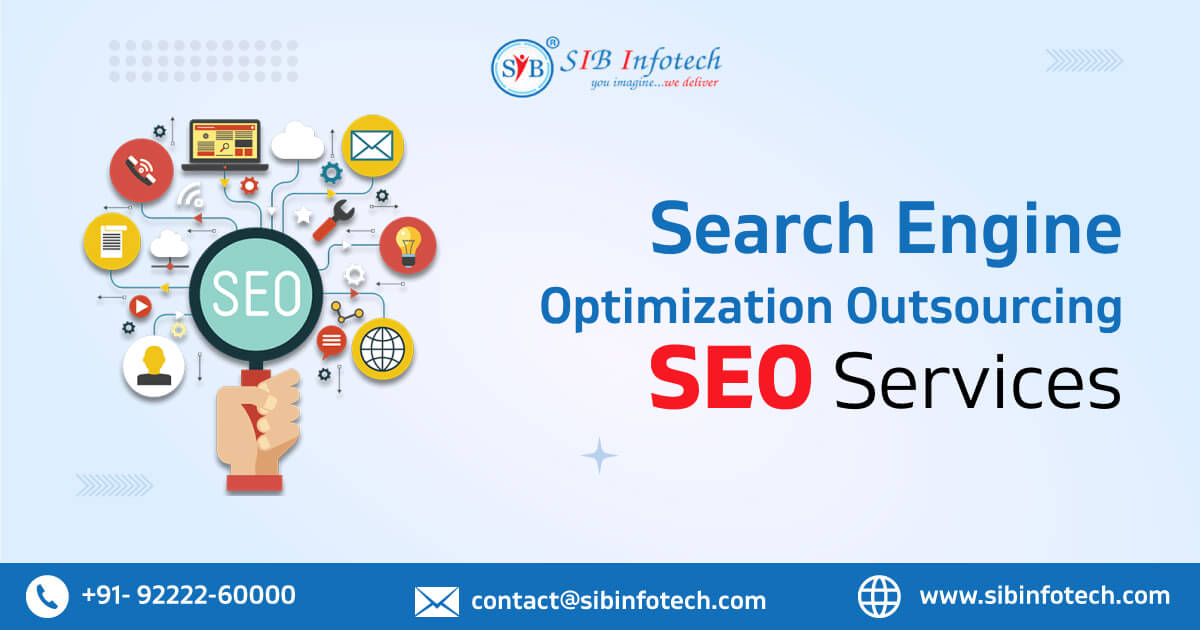 SIB
®
SIB Infotech
you imagine...we deliver
SEO
Search Engine
Optimization Outsourcing
SEO Services
+91- 92222-60000
contact@sibinfotech.com
www.sibinfotech.com